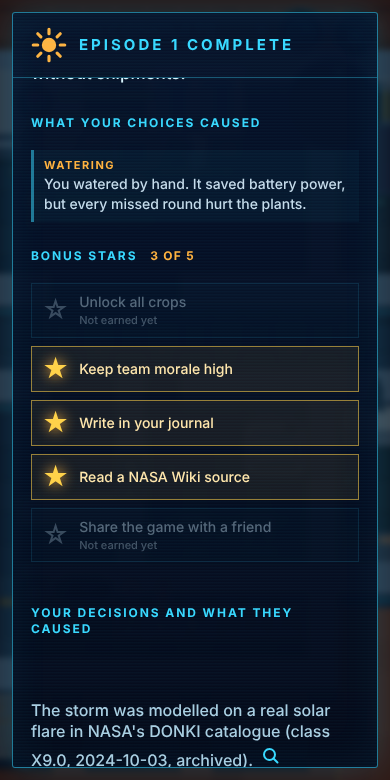 EPISODE 1 COMPLETE
without shipments.
WHAT YOUR CHOICES CAUSED
WATERING
You watered by hand. It saved battery power,
but every missed round hurt the plants.
BONUS STARS 3 OF 5
Unlock all crops
Not earned yet
Keep team morale high
Write in your journal
Read a NASA Wiki source
Share the game with a friend
Not earned yet
YOUR DECISIONS AND WHAT THEY
CAUSED
The storm was modelled on a real solar
flare in NASA's DONKI catalogue (class
X9.0, 2024-10-03, archived).